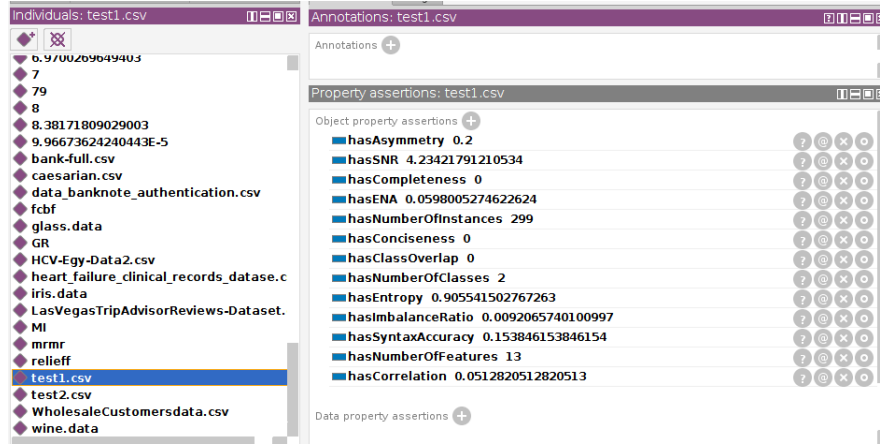 Individuals: test1.csv
6.9700269649403
7
79
8
8.38171809029003
9.96673624240443E-5
bank-full.csv
caesarian.csv
data_banknote_authentication.csv
fcbf
glass.data
GR
HCV-Egy-Data2.csv
heart_failure_clinical_records_datase.c
iris.data
LasVegasTripAdvisorReviews-Dataset.
MI
mrmr
relieff
test1.csv
test2.csv
WholesaleCustomersdata.csv
wine.data
Annotations: test1.csv
Annotations
Property assertions: test1.csv
Object property assertions
hasAsymmetry 0.2
hasSNR 4.23421791210534
hasCompleteness 0
hasENA 0.0598005274622624
hasNumberOfInstances 299
hasConciseness 0
hasClassOverlap 0
hasNumberOfClasses 2
hasEntropy 0.905541502767263
hasImbalanceRatio 0.0092065740100997
hasSyntaxAccuracy 0.153846153846154
hasNumberOfFeatures 13
hasCorrelation 0.0512820512820513
Data property assertions